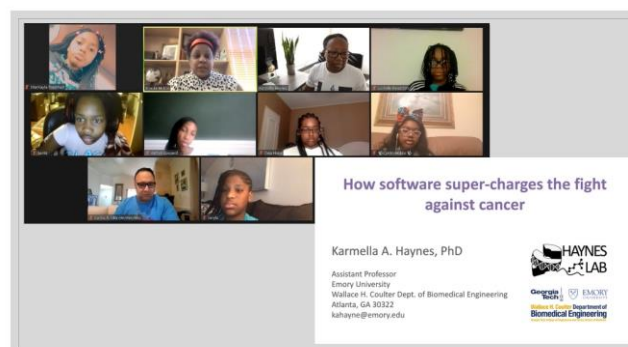 How software super-charges the fight
against cancer
Karmella A. Haynes, PhD
Assistant Professor
Emory University
Wallace H. Coulter Dept. of Biomedical Engineering
Atlanta, GA 30322
kahayne@emory.edu
HAYNES
LAB
Georgia
Tech
EMORY
UNIVERSITY
Wallace H. Coulter Department of
Biomedical Engineering